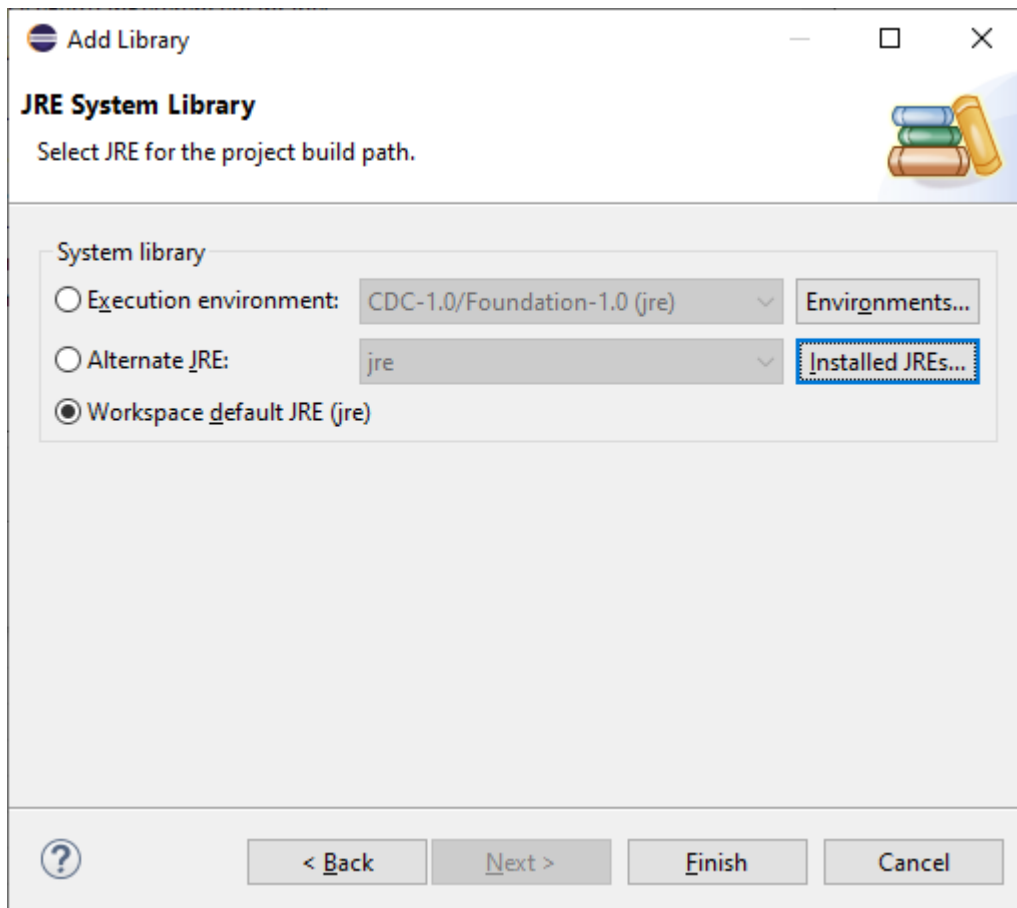 Add Library
JRE System Library
Select JRE for the project build path.
System library
Execution environment: CDC-1.0/Foundation-1.0 (jre) Environments...
Alternate JRE: jre Installed JREs...
Workspace default JRE (jre)
? < Back Next > Finish Cancel